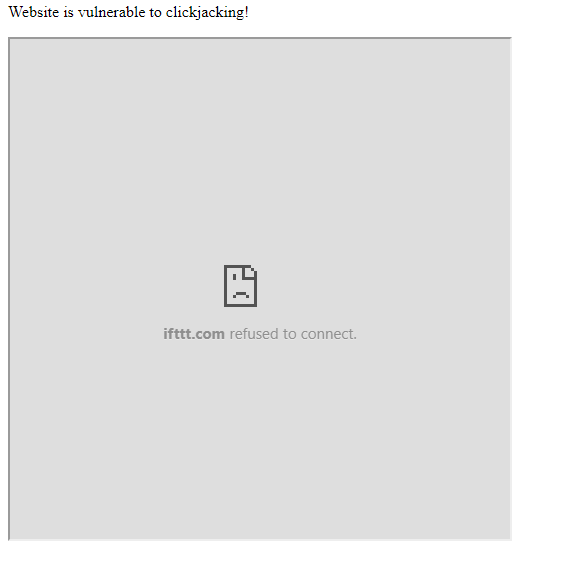 Website is vulnerable to clickjacking!
ifttt.com refused to connect.